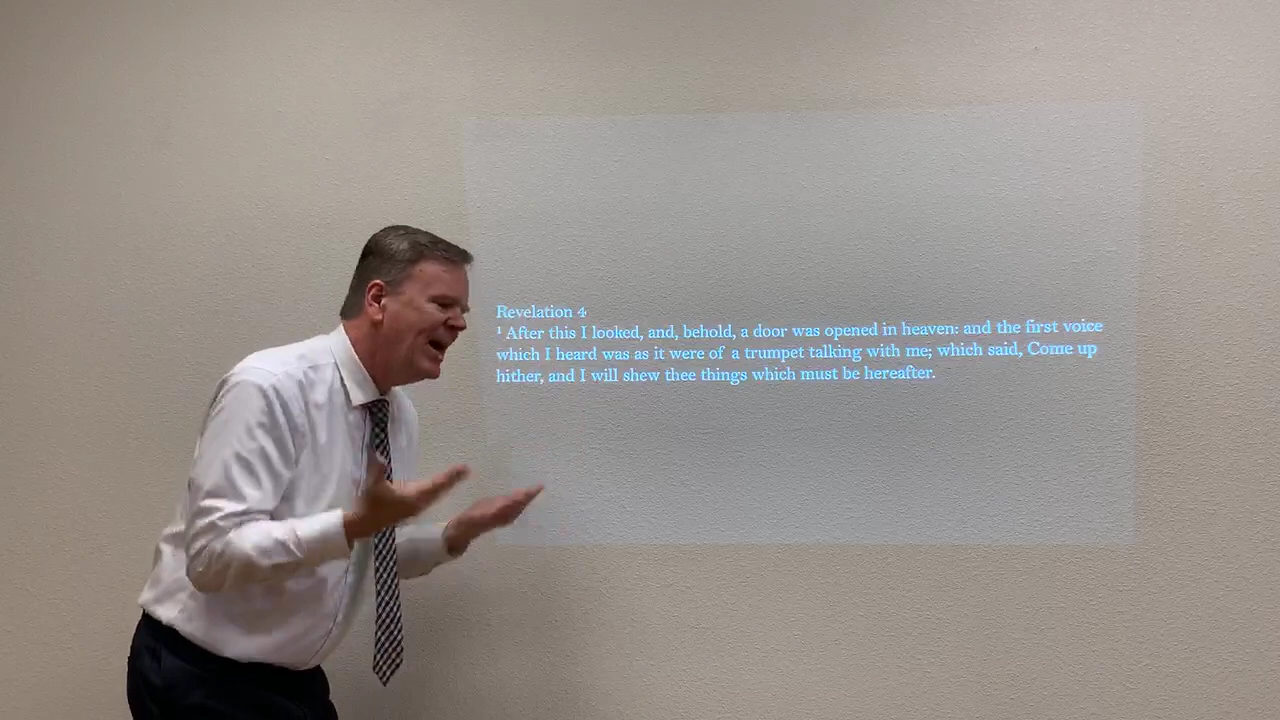 Revelation 4
¹ After this I looked, and, behold, a door was opened in heaven: and the first voice
which I heard was as it were of a trumpet talking with me; which said, Come up
hither, and I will shew thee things which must be hereafter.